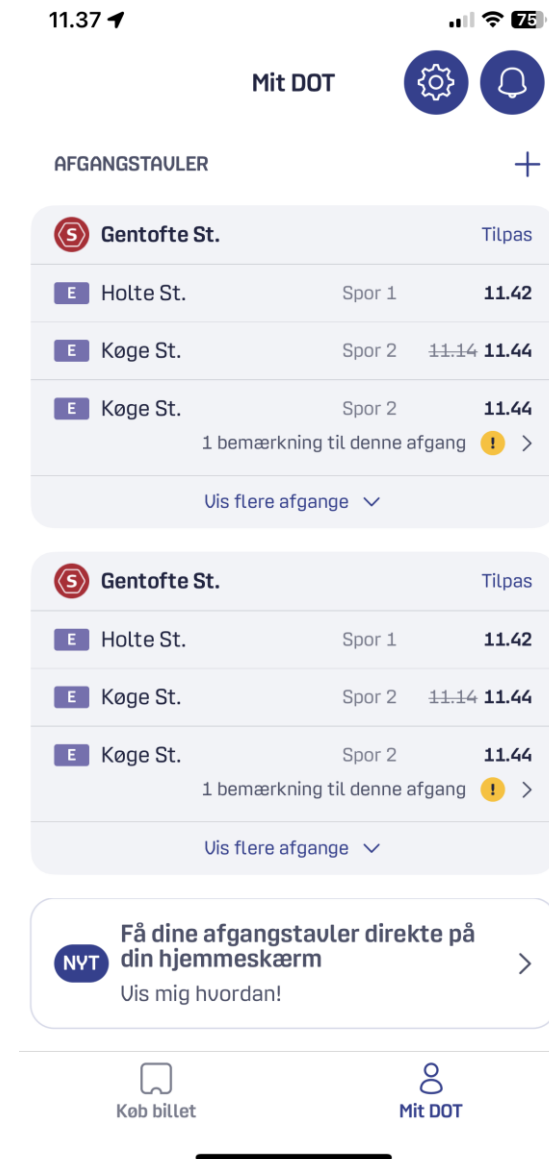 11.37
75
Mit DOT
AFGANGSTAVLER
S Gentofte St. Tilpas
E Holte St. Spor 1 11.42
E Køge St. Spor 2 11.14 11.44
E Køge St. Spor 2 11.44
1 bemærkning til denne afgang !
Vis flere afgange
S Gentofte St. Tilpas
E Holte St. Spor 1 11.42
E Køge St. Spor 2 11.14 11.44
E Køge St. Spor 2 11.44
1 bemærkning til denne afgang !
Vis flere afgange
Få dine afgangstavler direkte på
NYT din hjemmeskærm
Vis mig hvordan!
Køb billet Mit DOT